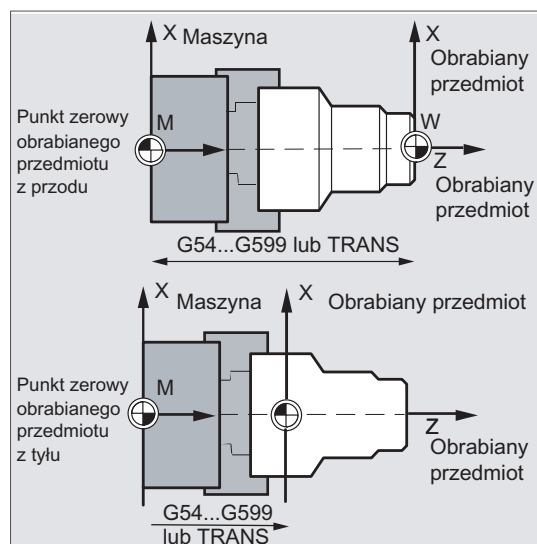 X Maszyna
X
Obrabiany
przedmiot
Punkt zerowy
obrabianego
przedmiotu
z przodu
M
W
Z
Obrabiany
przedmiot
G54...G599 lub TRANS
X Maszyna
X Obrabiany przedmiot
Punkt zerowy
obrabianego
przedmiotu
z tyłu
M
Z
Obrabiany
przedmiot
G54...G599
lub TRANS